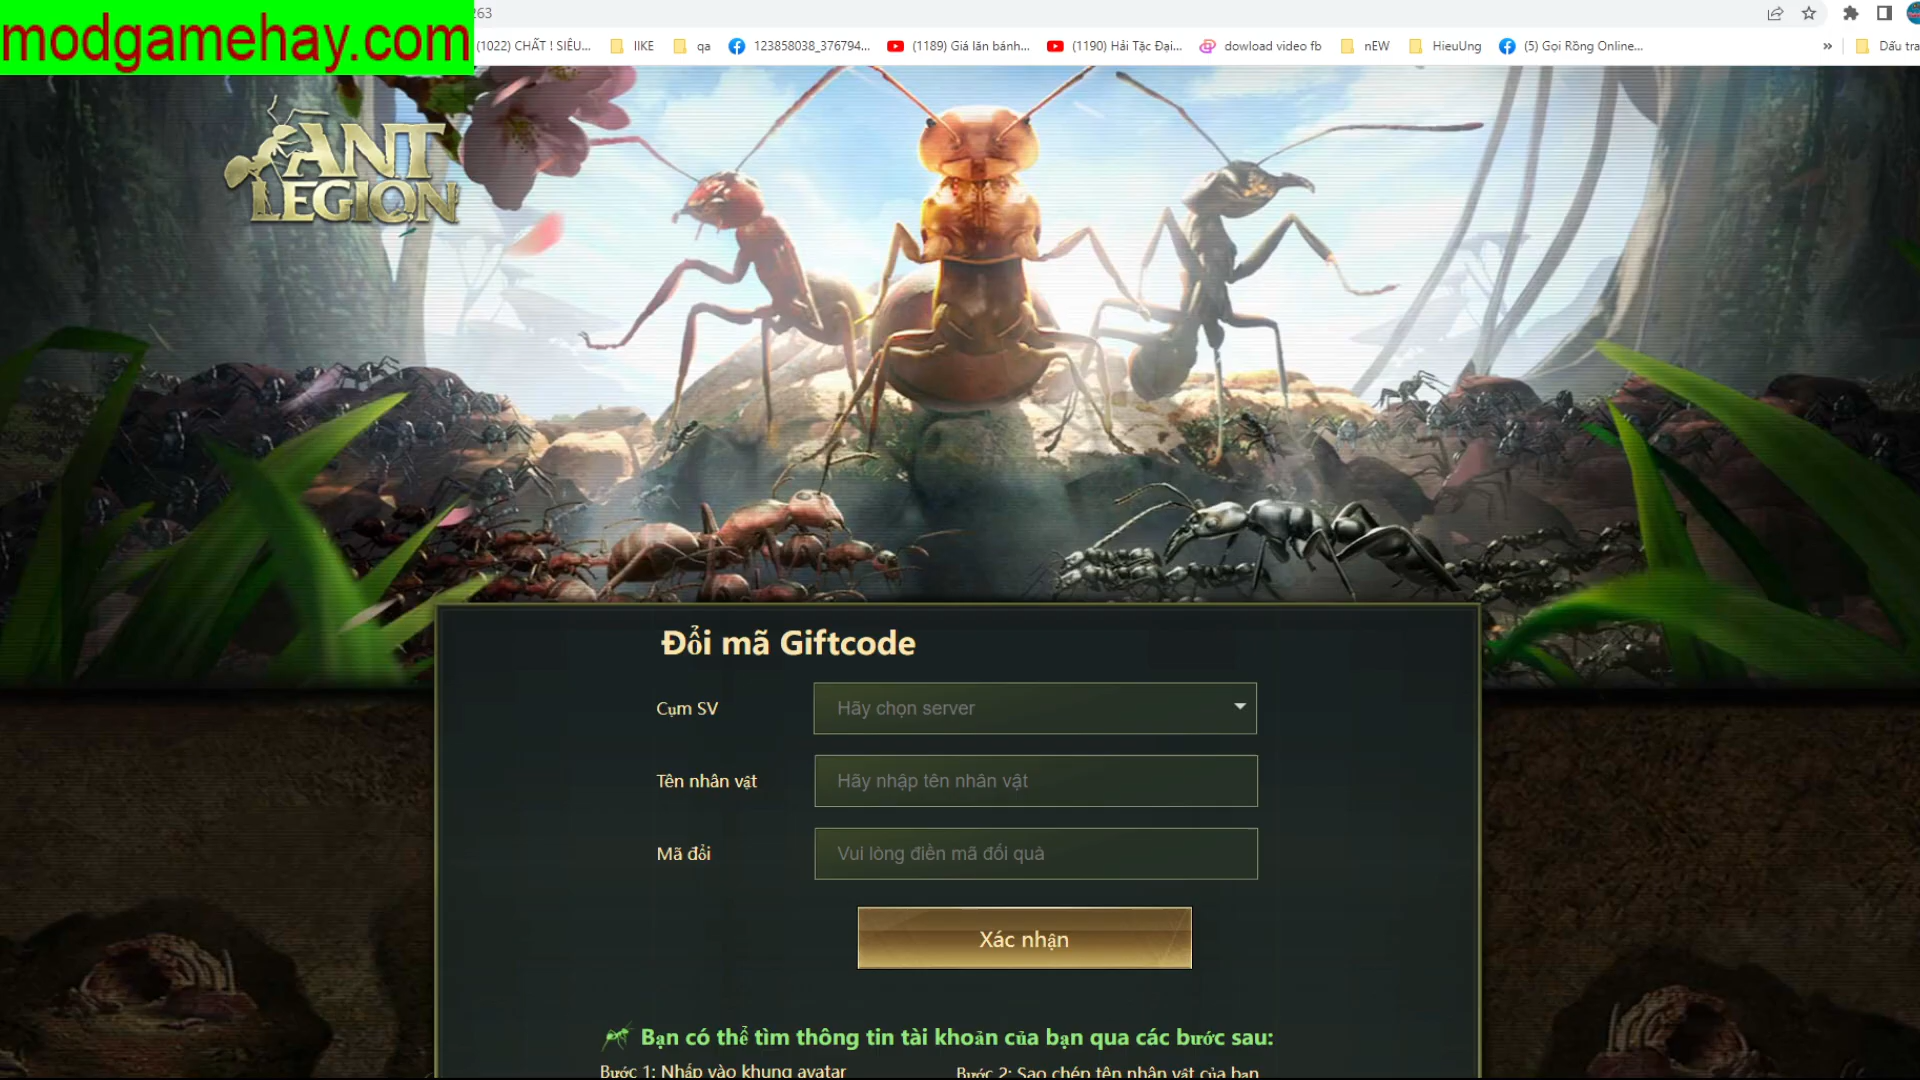 modgamehay.com
263
(1022) CHẤT ! SIÊU...
IIKE
qa
123858038_376794...
(1189) Giá lăn bánh...
(1190) Hải Tặc Đại...
dowload video fb
nEW
HieuUng
(5) Gọi Rồng Online...
»
Dấu tra
ANT
LEGION
Đổi mã Giftcode
Cụm SV
Hãy chọn server
Tên nhân vật
Hãy nhập tên nhân vật
Mã đổi
Vui lòng điền mã đổi quà
Xác nhận
Bạn có thể tìm thông tin tài khoản của bạn qua các bước sau:
Bước 1: Nhấp vào khung avatar
Bước 2: Sao chép tên nhân vật của bạn